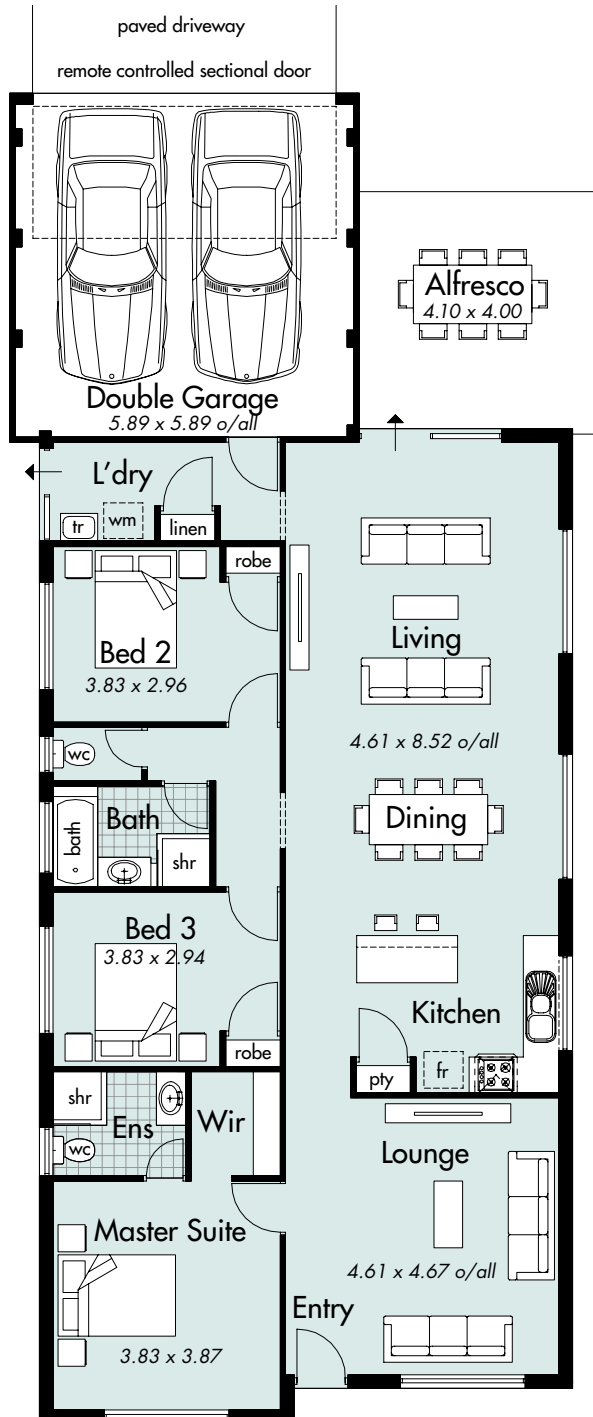 paved driveway
remote controlled sectional door
Alfresco
4.10 x 4.00
Double Garage
5.89 x 5.89 o/all
L'dry
tr
wm
linen
robe
Bed 2
3.83 x 2.96
Living
4.61 x 8.52 o/all
wc
Bath
bath
shr
Dining
Bed 3
3.83 x 2.94
robe
Kitchen
pty
fr
shr
Ens
wc
Wir
Lounge
4.61 x 4.67 o/all
Master Suite
3.83 x 3.87
Entry